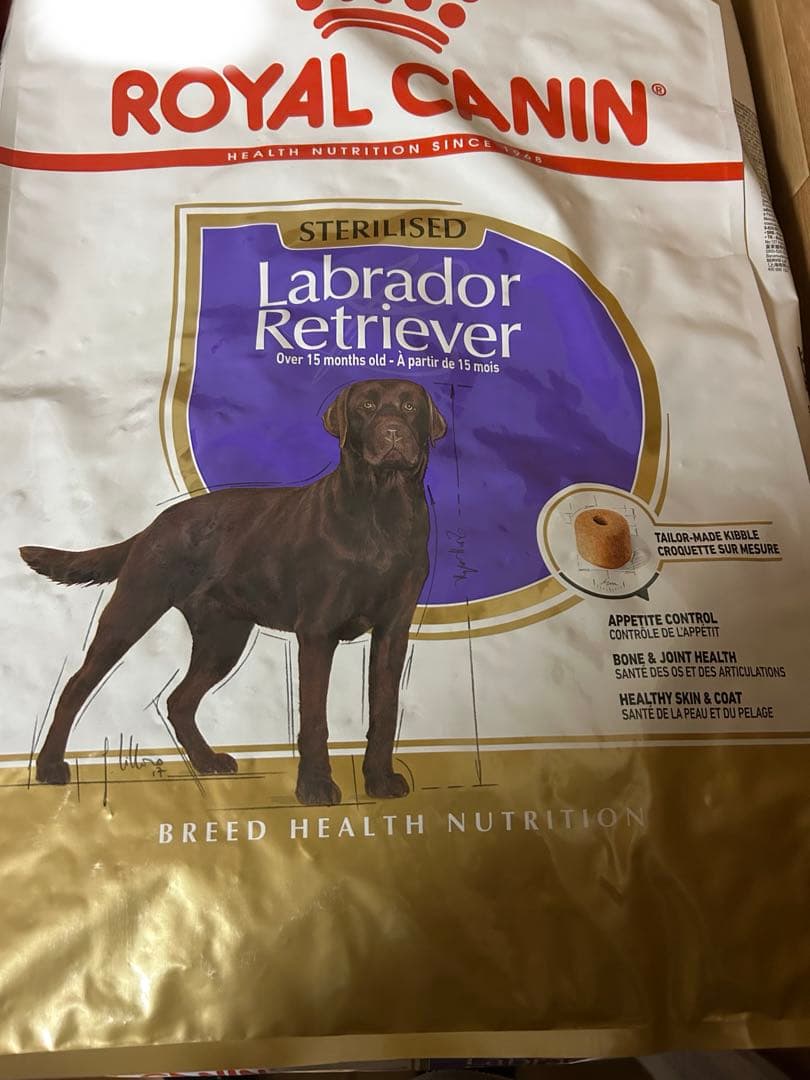 ROYAL CANIN®
HEALTH NUTRITION SINCE 1968
STERILISED
Labrador
Retriever
Over 15 months old - À partir de 15 mois
TAILOR-MADE KIBBLE
CROQUETTE SUR MESURE
APPETITE CONTROL
CONTRÔLE DE L'APPÉTIT
BONE & JOINT HEALTH
SANTÉ DES OS ET DES ARTICULATIONS
HEALTHY SKIN & COAT
SANTÉ DE LA PEAU ET DU PELAGE
BREED HEALTH NUTRITION